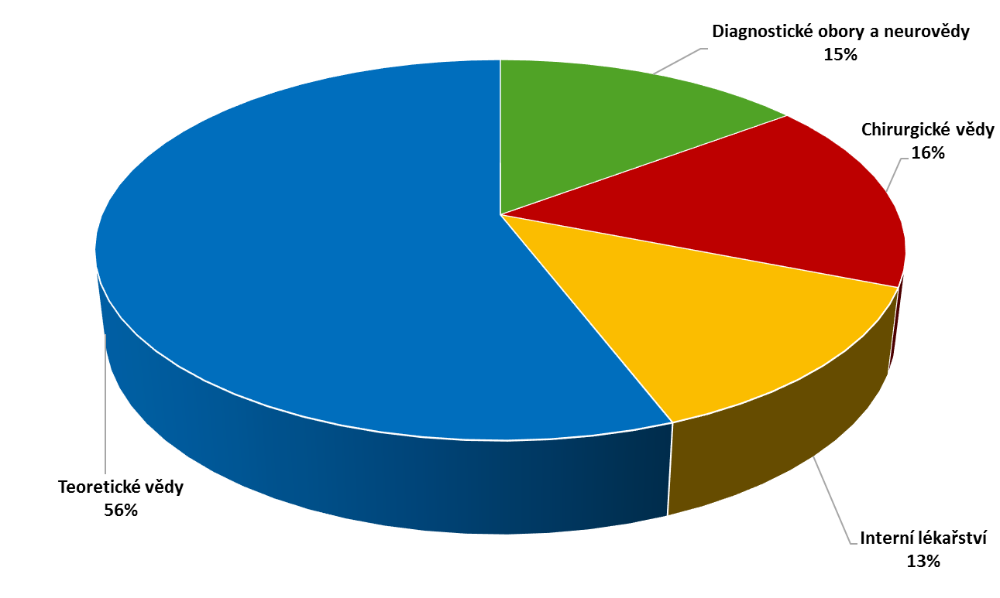 Diagnostické obory a neurovědy
15%
Chirurgické vědy
16%
Teoretické vědy
56%
Interní lékařství
13%